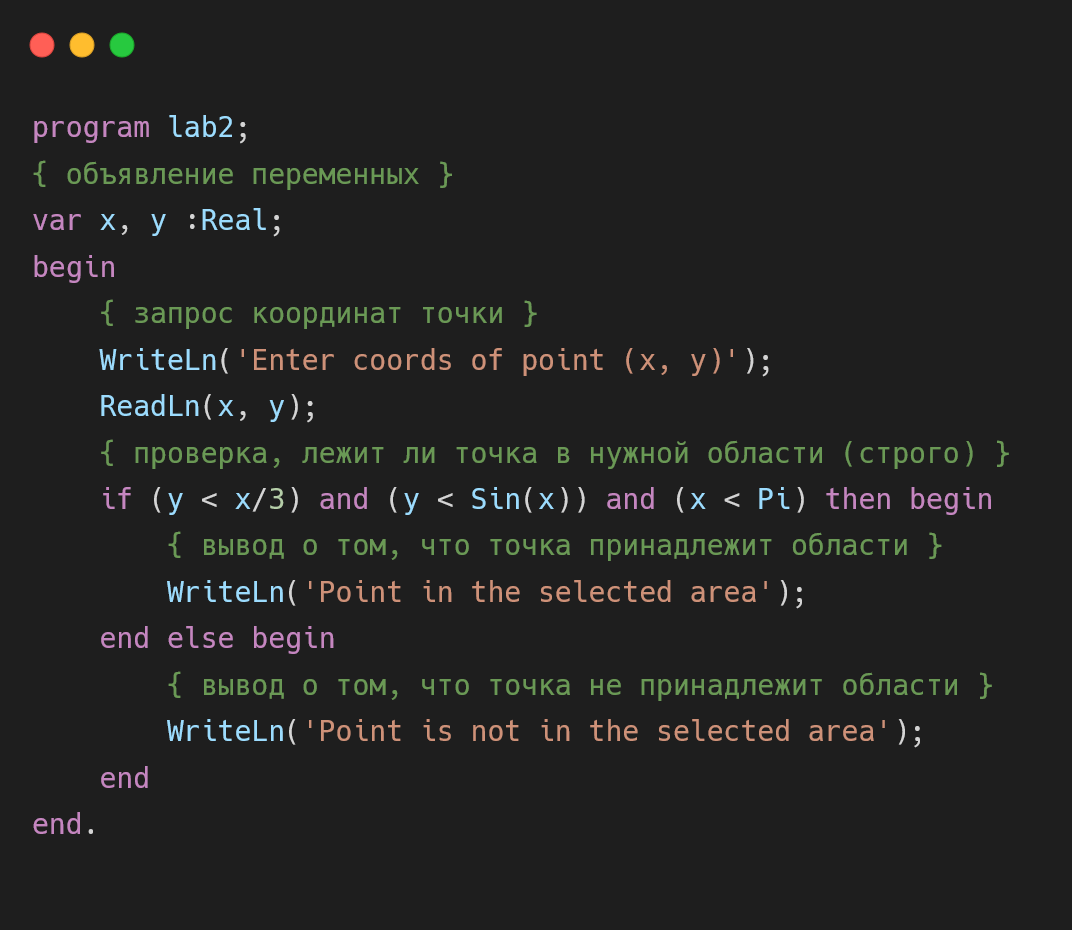 program lab2;
{ объявление переменных }
var x, y :Real;
begin
    { запрос координат точки }
    WriteLn('Enter coords of point (x, y)');
    ReadLn(x, y);
    { проверка, лежит ли точка в нужной области (строго) }
    if (y < x/3) and (y < Sin(x)) and (x < Pi) then begin
        { вывод о том, что точка принадлежит области }
        WriteLn('Point in the selected area');
    end else begin
        { вывод о том, что точка не принадлежит области }
        WriteLn('Point is not in the selected area');
    end
end.